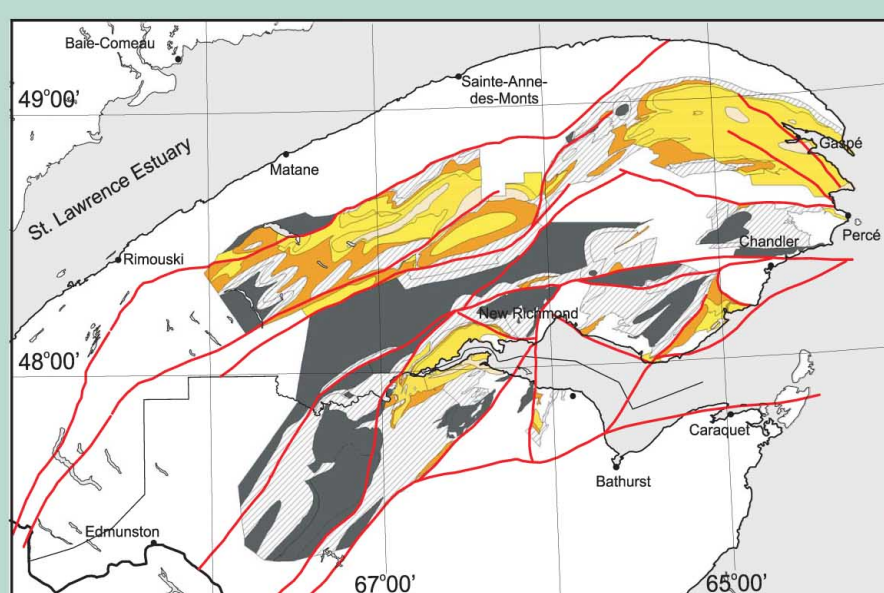 Baie-Comeau
49°00'
Sainte-Anne-
des-Monts
St. Lawrence Estuary
Matane
Gaspé
Rimouski
Chandler
Percé
New Richmond
48°00'
Caraquet
Bathurst
Edmunston
67°00'
65°00'